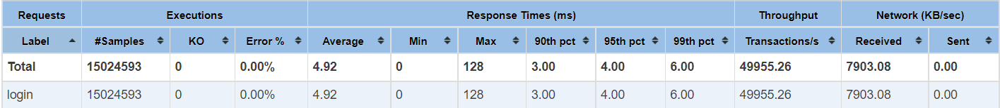 Requests Executions Response Times (ms) Throughput Network (KB/sec)
Label #Samples KO Error % Average Min Max 90th pct 95th pct 99th pct Transactions/s Received Sent
Total 15024593 0 0.00% 4.92 0 128 3.00 4.00 6.00 49955.26 7903.08 0.00
login 15024593 0 0.00% 4.92 0 128 3.00 4.00 6.00 49955.26 7903.08 0.00